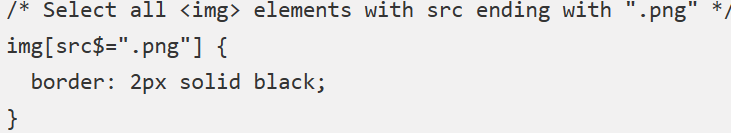 /* Select all <img> elements with src ending with ".png" */
img[src$=".png"] {
  border: 2px solid black;
}